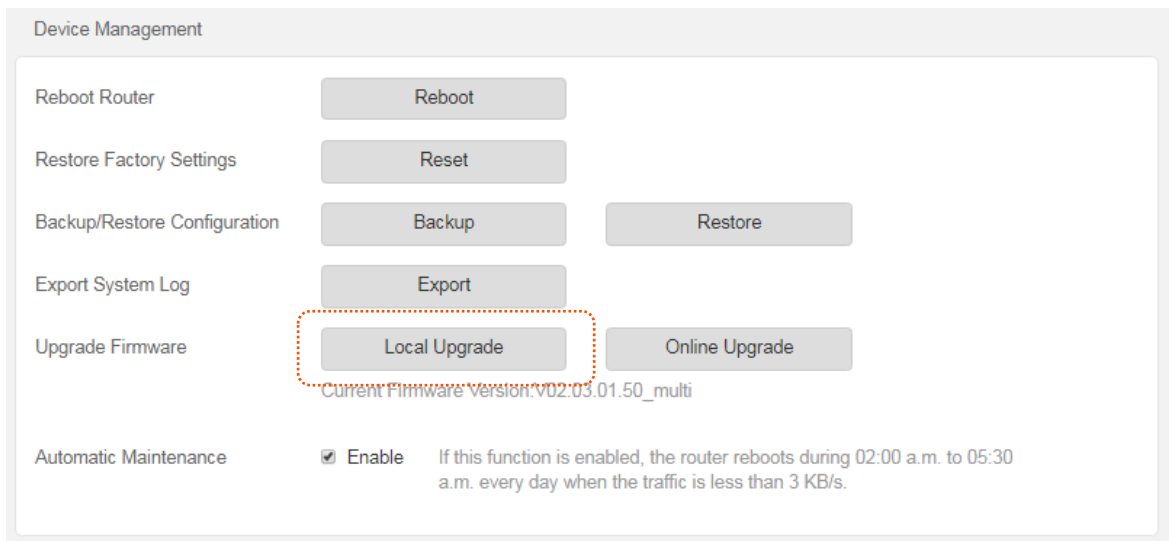 Device Management
Reboot Router Reboot
Restore Factory Settings Reset
Backup/Restore Configuration Backup Restore
Export System Log Export
Upgrade Firmware Local Upgrade Online Upgrade
Current Firmware Version:V02.03.01.50_multi
Automatic Maintenance Enable If this function is enabled, the router reboots during 02:00 a.m. to 05:30
a.m. every day when the traffic is less than 3 KB/s.